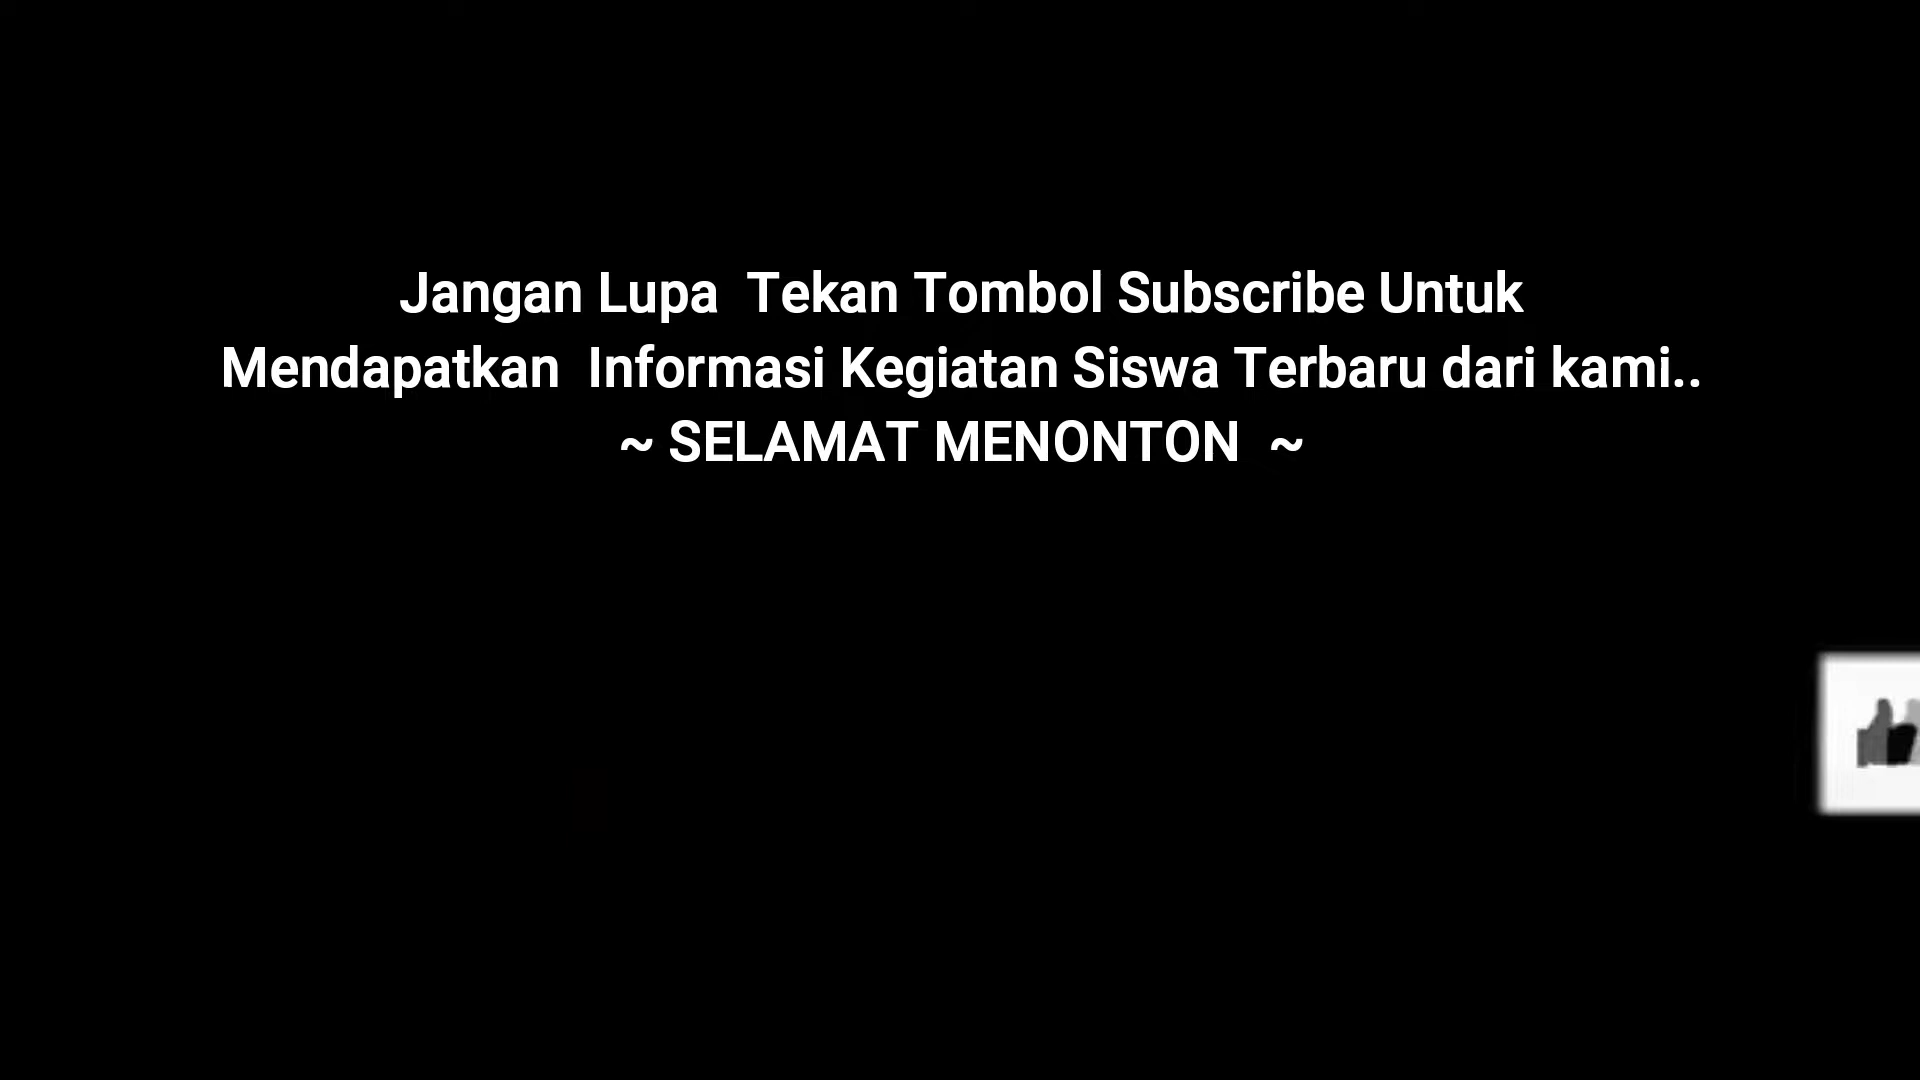 Jangan Lupa  Tekan Tombol Subscribe Untuk
Mendapatkan  Informasi Kegiatan Siswa Terbaru dari kami..
~ SELAMAT MENONTON  ~